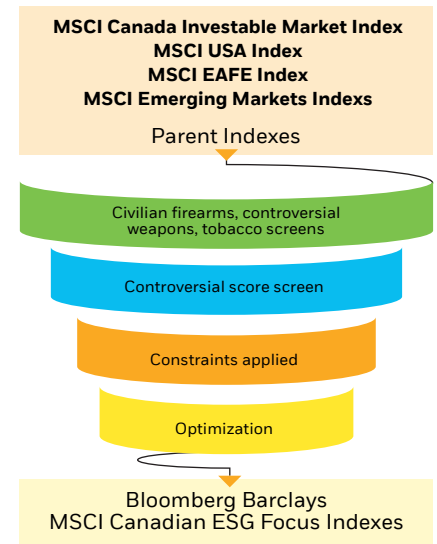 MSCI Canada Investable Market Index
MSCI USA Index
MSCI EAFE Index
MSCI Emerging Markets Indexs
Parent Indexes
Civilian firearms, controversial
weapons, tobacco screens
Controversial score screen
Constraints applied
Optimization
Bloomberg Barclays
MSCI Canadian ESG Focus Indexes